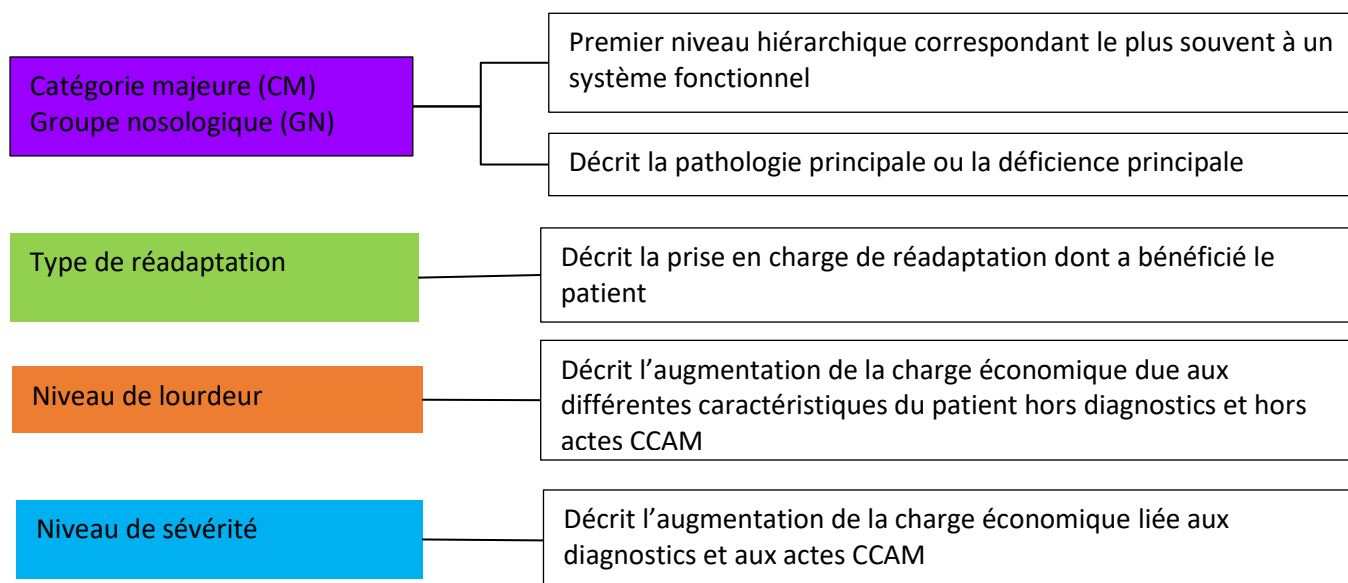 Catégorie majeure (CM)
Groupe nosologique (GN)
Premier niveau hiérarchique correspondant le plus souvent à un
système fonctionnel
Décrit la pathologie principale ou la déficience principale
Type de réadaptation
Décrit la prise en charge de réadaptation dont a bénéficié le
patient
Niveau de lourdeur
Décrit l’augmentation de la charge économique due aux
différentes caractéristiques du patient hors diagnostics et hors
actes CCAM
Niveau de sévérité
Décrit l’augmentation de la charge économique liée aux
diagnostics et aux actes CCAM